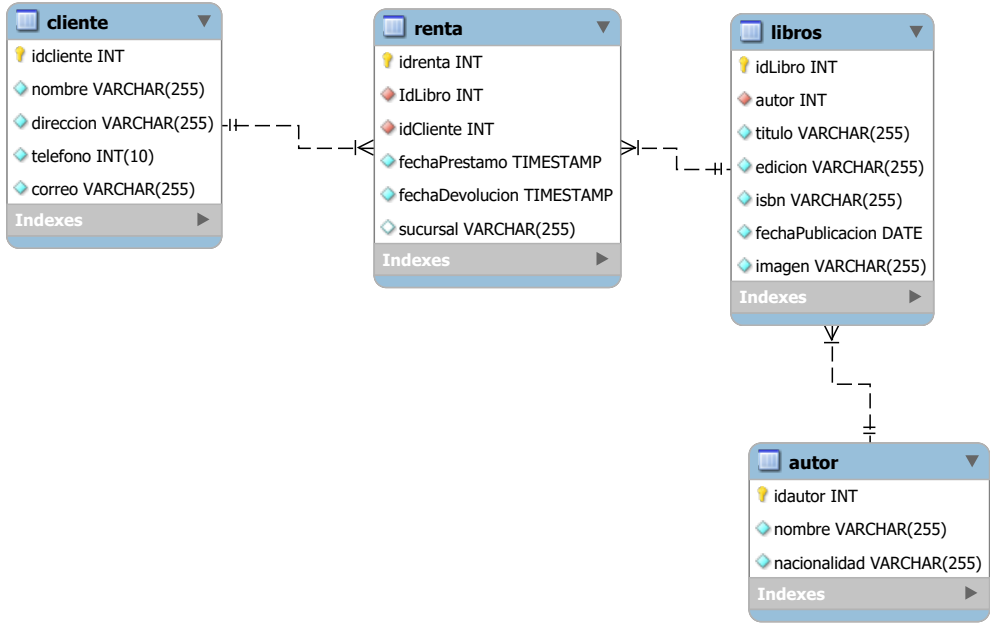 cliente
idcliente INT
nombre VARCHAR(255)
direccion VARCHAR(255)
telefono INT(10)
correo VARCHAR(255)
Indexes
renta
idrenta INT
IdLibro INT
idCliente INT
fechaPrestamo TIMESTAMP
fechaDevolucion TIMESTAMP
sucursal VARCHAR(255)
Indexes
libros
idLibro INT
autor INT
titulo VARCHAR(255)
edicion VARCHAR(255)
isbn VARCHAR(255)
fechaPublicacion DATE
imagen VARCHAR(255)
Indexes
autor
idautor INT
nombre VARCHAR(255)
nacionalidad VARCHAR(255)
Indexes